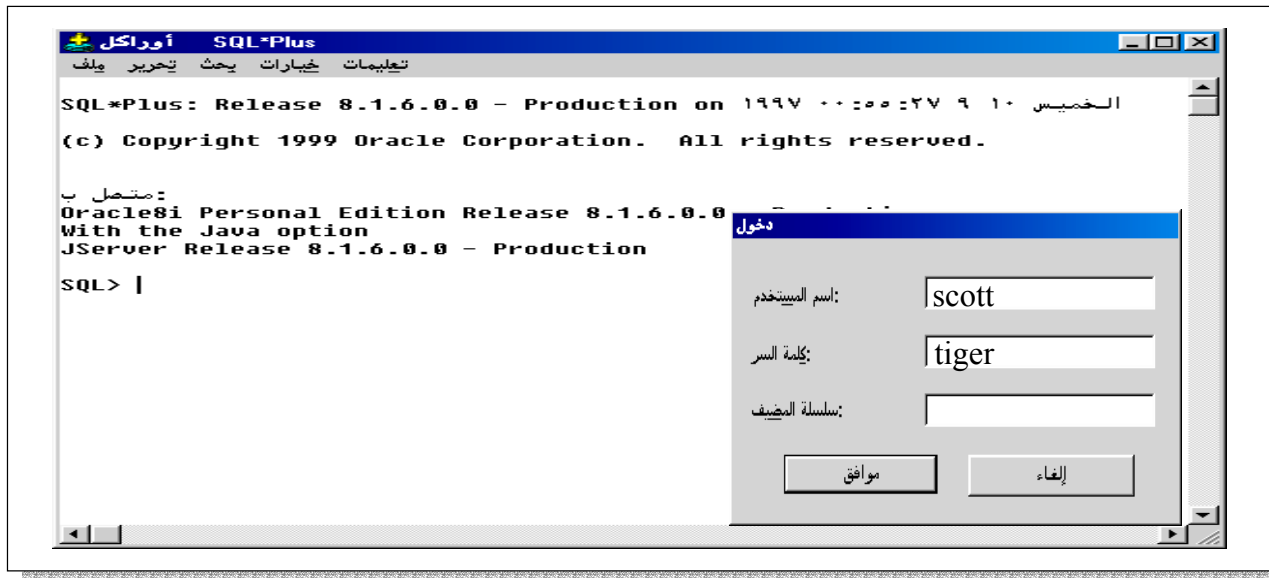 أوراكل SQL*Plus
ملف تحرير بحث خيارات تعليمات
SQL*Plus: Release 8.1.6.0.0 - Production on الخميس ١٠ ٩ ٢٧:٥٥:٠٠ ١٩٩٧
(c) Copyright 1999 Oracle Corporation. All rights reserved.
متصل ب:
Oracle8i Personal Edition Release 8.1.6.0.0
With the Java option
JServer Release 8.1.6.0.0 - Production
SQL>
دخول
اسم المستخدم:
scott
كلمة السر:
tiger
سلسلة المضيف:
موافق
إلغاء